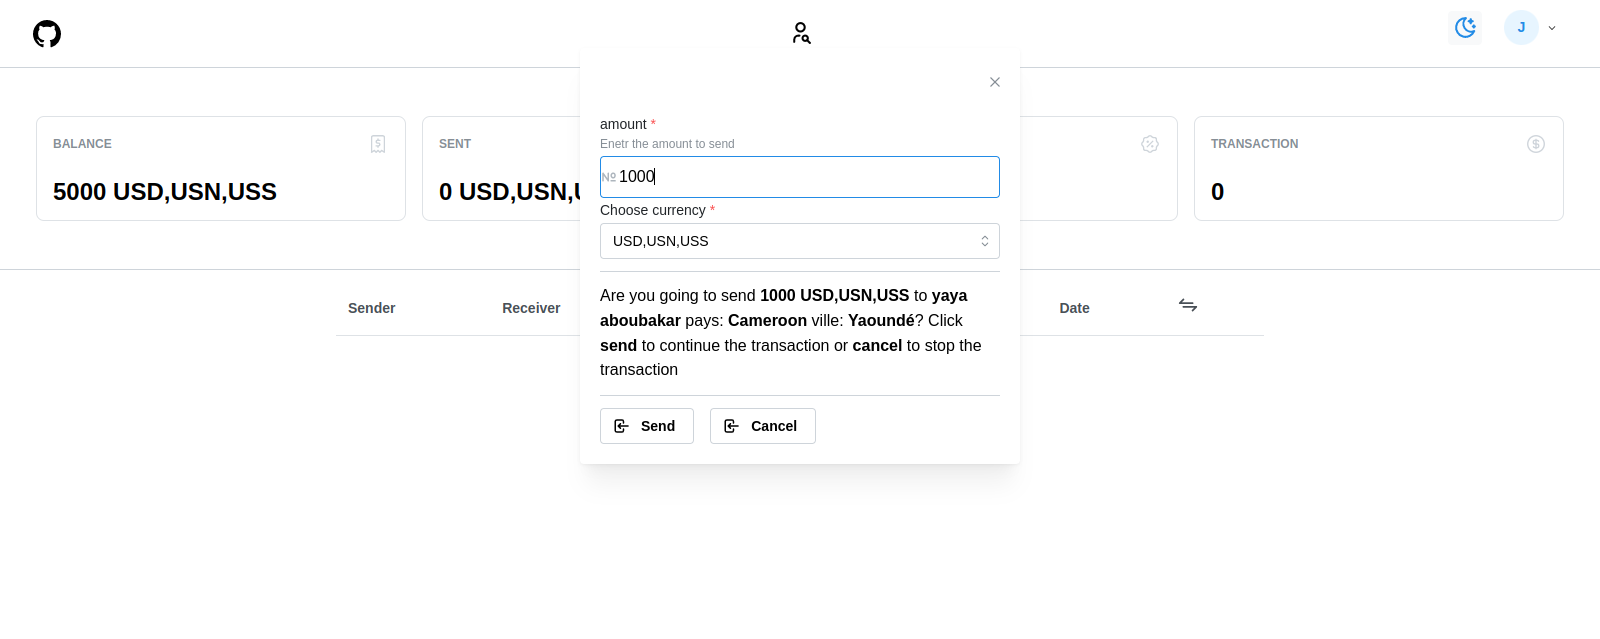 J
BALANCE
5000 USD,USN,USS
SENT
0 USD,USN,U
TRANSACTION
0
Sender
Receiver
Date
amount *
Enetr the amount to send
№ 1000
Choose currency *
USD,USN,USS
Are you going to send 1000 USD,USN,USS to yaya
aboubakar pays: Cameroon ville: Yaoundé? Click
send to continue the transaction or cancel to stop the
transaction
Send
Cancel